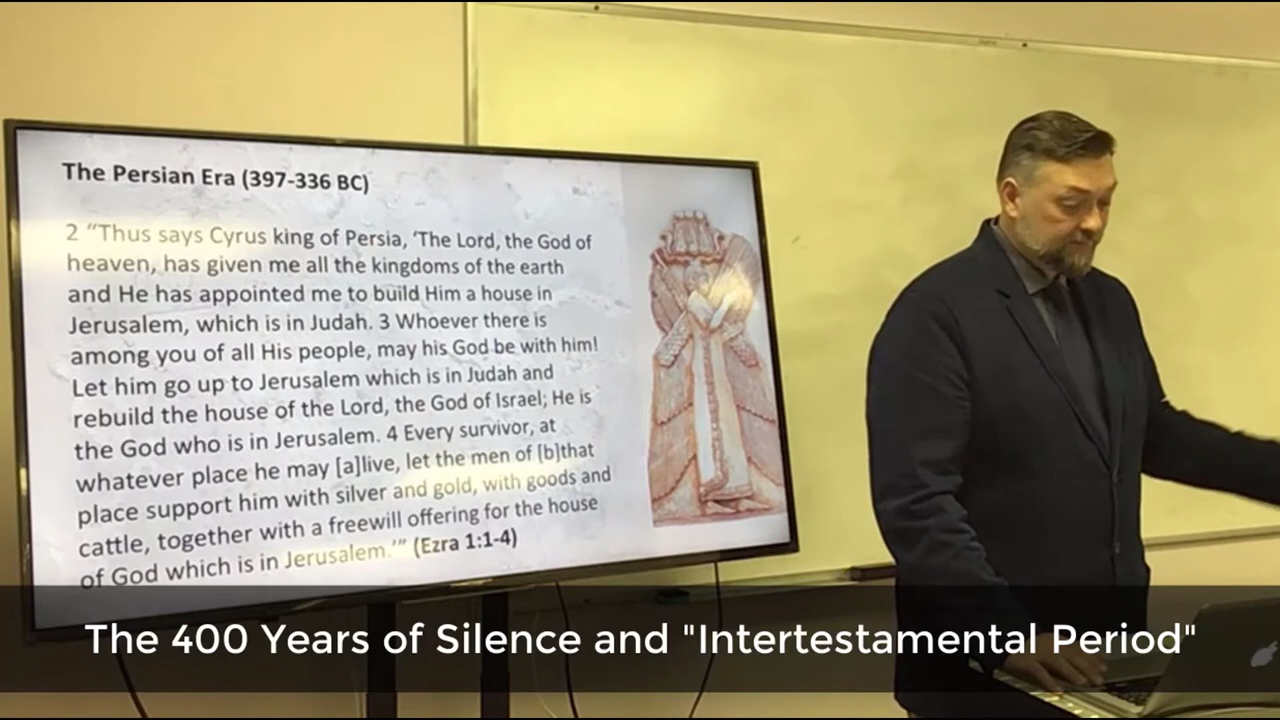 The Persian Era (397-336 BC)
2 “Thus says Cyrus king of Persia, ‘The Lord, the God of
heaven, has given me all the kingdoms of the earth
and He has appointed me to build Him a house in
Jerusalem, which is in Judah. 3 Whoever there is
among you of all His people, may his God be with him!
Let him go up to Jerusalem which is in Judah and
rebuild the house of the Lord, the God of Israel; He is
the God who is in Jerusalem. 4 Every survivor, at
whatever place he may [a]live, let the men of [b]that
place support him with silver and gold, with goods and
cattle, together with a freewill offering for the house
of God which is in Jerusalem.’” (Ezra 1:1-4)
The 400 Years of Silence and "Intertestamental Period"